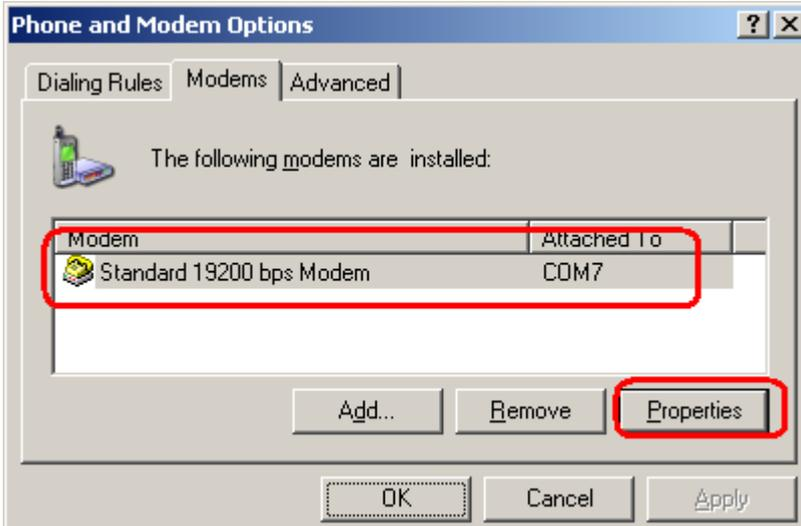 Phone and Modem Options
Dialing Rules Modems Advanced
The following modems are installed:
Modem Attached To
Standard 19200 bps Modem COM7
Add... Remove Properties
OK Cancel Apply